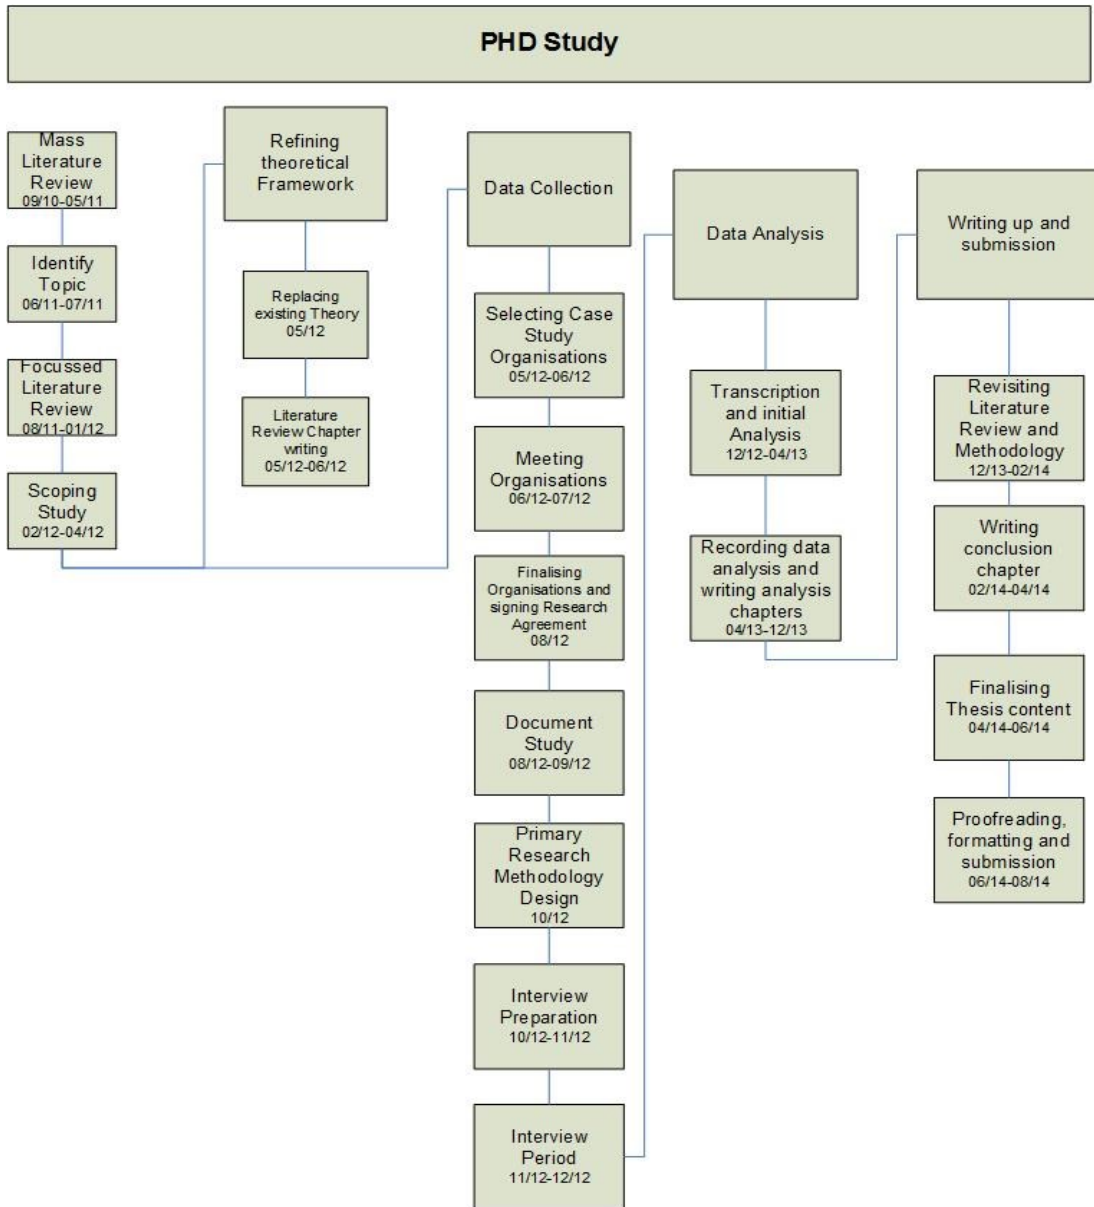 PHD Study
Mass
Literature
Review
09/10-05/11
Identify
Topic
06/11-07/11
Focussed
Literature
Review
08/11-01/12
Scoping
Study
02/12-04/12
Refining
theoretical
Framework
Replacing
existing Theory
05/12
Literature
Review Chapter
writing
05/12-06/12
Data Collection
Selecting Case
Study
Organisations
05/12-06/12
Meeting
Organisations
06/12-07/12
Finalising
Organisations and
signing Research
Agreement
08/12
Document
Study
08/12-09/12
Primary
Research
Methodology
Design
10/12
Interview
Preparation
10/12-11/12
Interview
Period
11/12-12/12
Data Analysis
Transcription
and initial
Analysis
12/12-04/13
Recording data
analysis and
writing analysis
chapters
04/13-12/13
Writing up and
submission
Revisiting
Literature
Review and
Methodology
12/13-02/14
Writing
conclusion
chapter
02/14-04/14
Finalising
Thesis content
04/14-06/14
Proofreading,
formatting and
submission
06/14-08/14